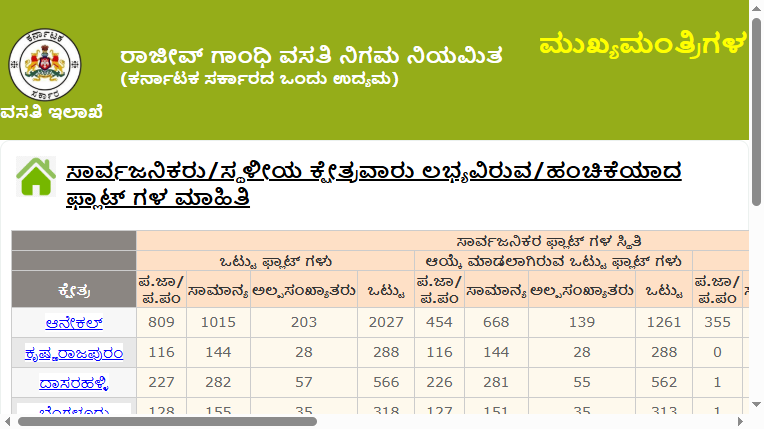 ಕರ್ನಾಟಕ
ಸರ್ಕಾರ
ವಸತಿ ಇಲಾಖೆ
ರಾಜೀವ್ ಗಾಂಧಿ ವಸತಿ ನಿಗಮ ನಿಯಮಿತ
(ಕರ್ನಾಟಕ ಸರ್ಕಾರದ ಒಂದು ಉದ್ಯಮ)
ಮುಖ್ಯಮಂತ್ರಿಗಳ
ಸಾರ್ವಜನಿಕರು/ಸ್ಥಳೀಯ ಕ್ಷೇತ್ರವಾರು ಲಭ್ಯವಿರುವ/ಹಂಚಿಕೆಯಾದ
ಫ್ಲಾಟ್ ಗಳ ಮಾಹಿತಿ
ಸಾರ್ವಜನಿಕರ ಫ್ಲಾಟ್ ಗಳ ಸ್ಥಿತಿ
ಒಟ್ಟು ಫ್ಲಾಟ್ ಗಳು ಆಯ್ಕೆ ಮಾಡಲಾಗಿರುವ ಒಟ್ಟು ಫ್ಲಾಟ್ ಗಳು
ಕ್ಷೇತ್ರ ಪ.ಜಾ/ಪ.ಪಂ ಸಾಮಾನ್ಯ ಅಲ್ಪಸಂಖ್ಯಾತರು ಒಟ್ಟು ಪ.ಜಾ/ಪ.ಪಂ ಸಾಮಾನ್ಯ ಅಲ್ಪಸಂಖ್ಯಾತರು ಒಟ್ಟು ಪ.ಜಾ/ಪ.ಪಂ
ಆನೇಕಲ್ 809 1015 203 2027 454 668 139 1261 355
ಕೃಷ್ಣರಾಜಪುರಂ 116 144 28 288 116 144 28 288 0
ದಾಸರಹಳ್ಳಿ 227 282 57 566 226 281 55 562 1
ಬೆಂಗಳೂರು 128 155 35 318 127 151 35 313 1